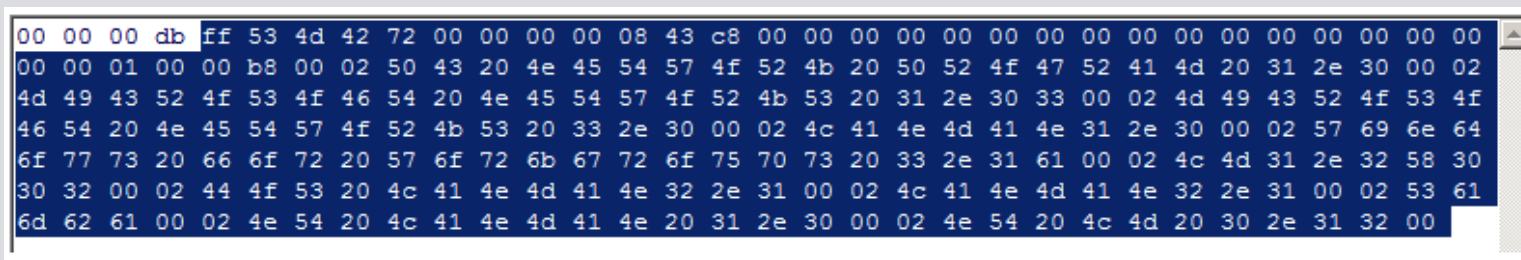 00 00 00 db ff 53 4d 42 72 00 00 00 00 08 43 c8 00 00 00 00 00 00 00 00 00 00 00 00 00 00 00 00
00 00 01 00 00 b8 00 02 50 43 20 4e 45 54 57 4f 52 4b 20 50 52 4f 47 52 41 4d 20 31 2e 30 00 02
4d 49 43 52 4f 53 4f 46 54 20 4e 45 54 57 4f 52 4b 53 20 31 2e 30 33 00 02 4d 49 43 52 4f 53 4f
46 54 20 4e 45 54 57 4f 52 4b 53 20 33 2e 30 00 02 4c 41 4e 4d 41 4e 31 2e 30 00 02 57 69 6e 64
6f 77 73 20 66 6f 72 20 57 6f 72 6b 67 72 6f 75 70 73 20 33 2e 31 61 00 02 4c 4d 31 2e 32 58 30
30 32 00 02 44 4f 53 20 4c 41 4e 4d 41 4e 32 2e 31 00 02 4c 41 4e 4d 41 4e 32 2e 31 00 02 53 61
6d 62 61 00 02 4e 54 20 4c 41 4e 4d 41 4e 20 31 2e 30 00 02 4e 54 20 4c 4d 20 30 2e 31 32 00